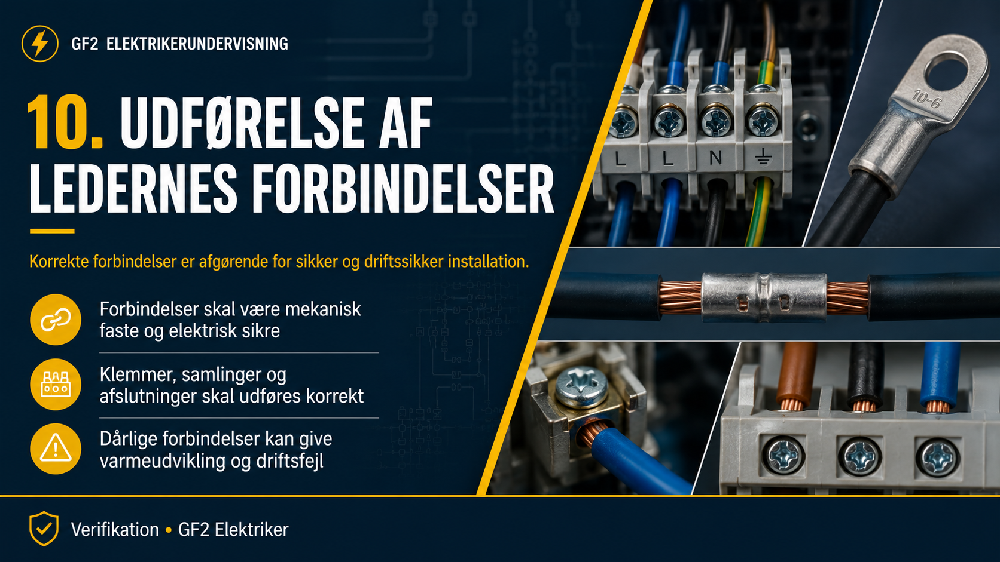 GF2 ELEKTRIKERUNDERVISNING
10. UDFØRELSE AF
LEDERNES FORBINDELSER
Korrekte forbindelser er afgørende for sikker og driftssikker installation.
Forbindelser skal være mekanisk
faste og elektrisk sikre
Klemmer, samlinger og
afslutninger skal udføres korrekt
Dårlige forbindelser kan give
varmeudvikling og driftsfejl
Verifikation • GF2 Elektriker
L L N
10-6